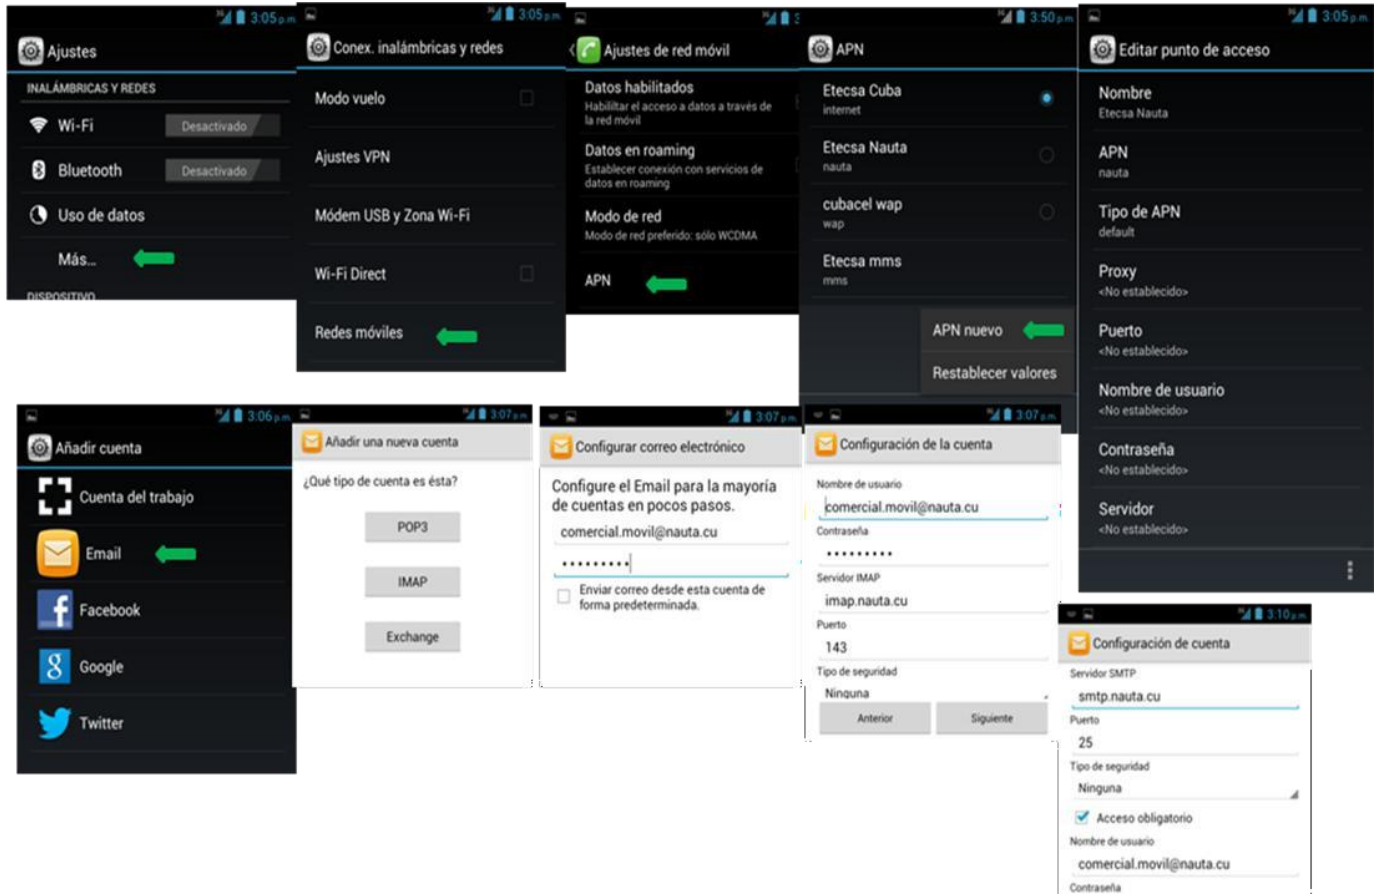 3:05 p.m.
Ajustes
INALÁMBRICAS Y REDES
Wi-Fi
Desactivado
Bluetooth
Desactivado
Uso de datos
Más...
DISPOSITIVO
3:05 p.m.
Conex. inalámbricas y redes
Modo vuelo
Ajustes VPN
Módem USB y Zona Wi-Fi
Wi-Fi Direct
Redes móviles
Ajustes de red móvil
Datos habilitados
Habililtar el acceso a datos a través de
la red móvil
Datos en roaming
Establecer conexión con servicios de
datos en roaming
Modo de red
Modo de red preferido: sólo WCDMA
APN
3:50 p.m.
APN
Etecsa Cuba
internet
Etecsa Nauta
nauta
cubacel wap
wap
Etecsa mms
mms
APN nuevo
Restablecer valores
3:05 p.m.
Editar punto de acceso
Nombre
Etecsa Nauta
APN
nauta
Tipo de APN
default
Proxy
<No establecido>
Puerto
<No establecido>
Nombre de usuario
<No establecido>
Contraseña
<No establecido>
Servidor
<No establecido>
3:06 p.m.
Añadir cuenta
Cuenta del trabajo
Email
Facebook
Google
Twitter
3:07 p.m.
Añadir una nueva cuenta
¿Qué tipo de cuenta es ésta?
POP3
IMAP
Exchange
3:07 p.m.
Configurar correo electrónico
Configure el Email para la mayoría
de cuentas en pocos pasos.
comercial.movil@nauta.cu
Enviar correo desde esta cuenta de
forma predeterminada.
3:07 p.m.
Configuración de la cuenta
Nombre de usuario
comercial.movil@nauta.cu
Contraseña
Servidor IMAP
imap.nauta.cu
Puerto
143
Tipo de seguridad
Ninguna
Anterior
Siguiente
3:10 p.m.
Configuración de cuenta
Servidor SMTP
smtp.nauta.cu
Puerto
25
Tipo de seguridad
Ninguna
Acceso obligatorio
Nombre de usuario
comercial.movil@nauta.cu
Contraseña